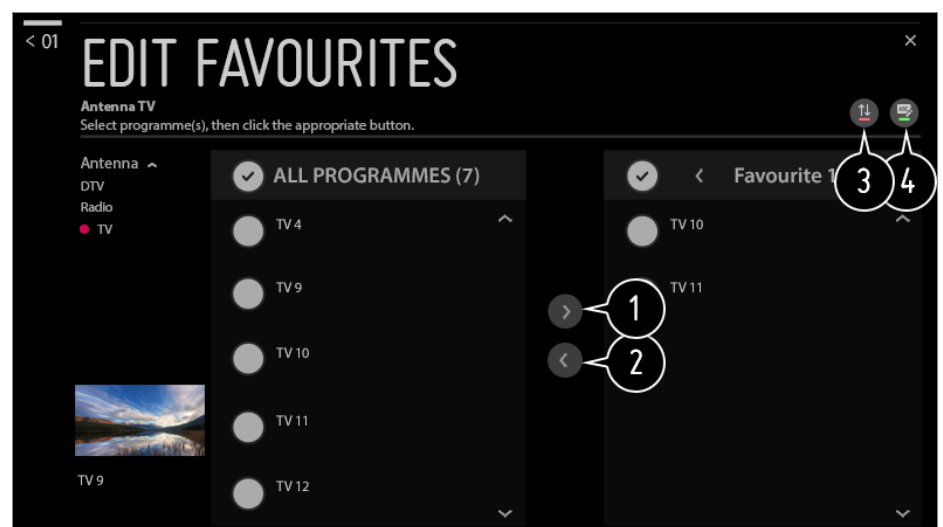 < 01
EDIT FAVOURITES
Antenna TV
Select programme(s), then click the appropriate button.
Antenna
DTV
Radio
TV
TV 9
ALL PROGRAMMES (7)
TV 4
TV 9
TV 10
TV 11
TV 12
1
2
Favourite 1
TV 10
TV 11
3
4